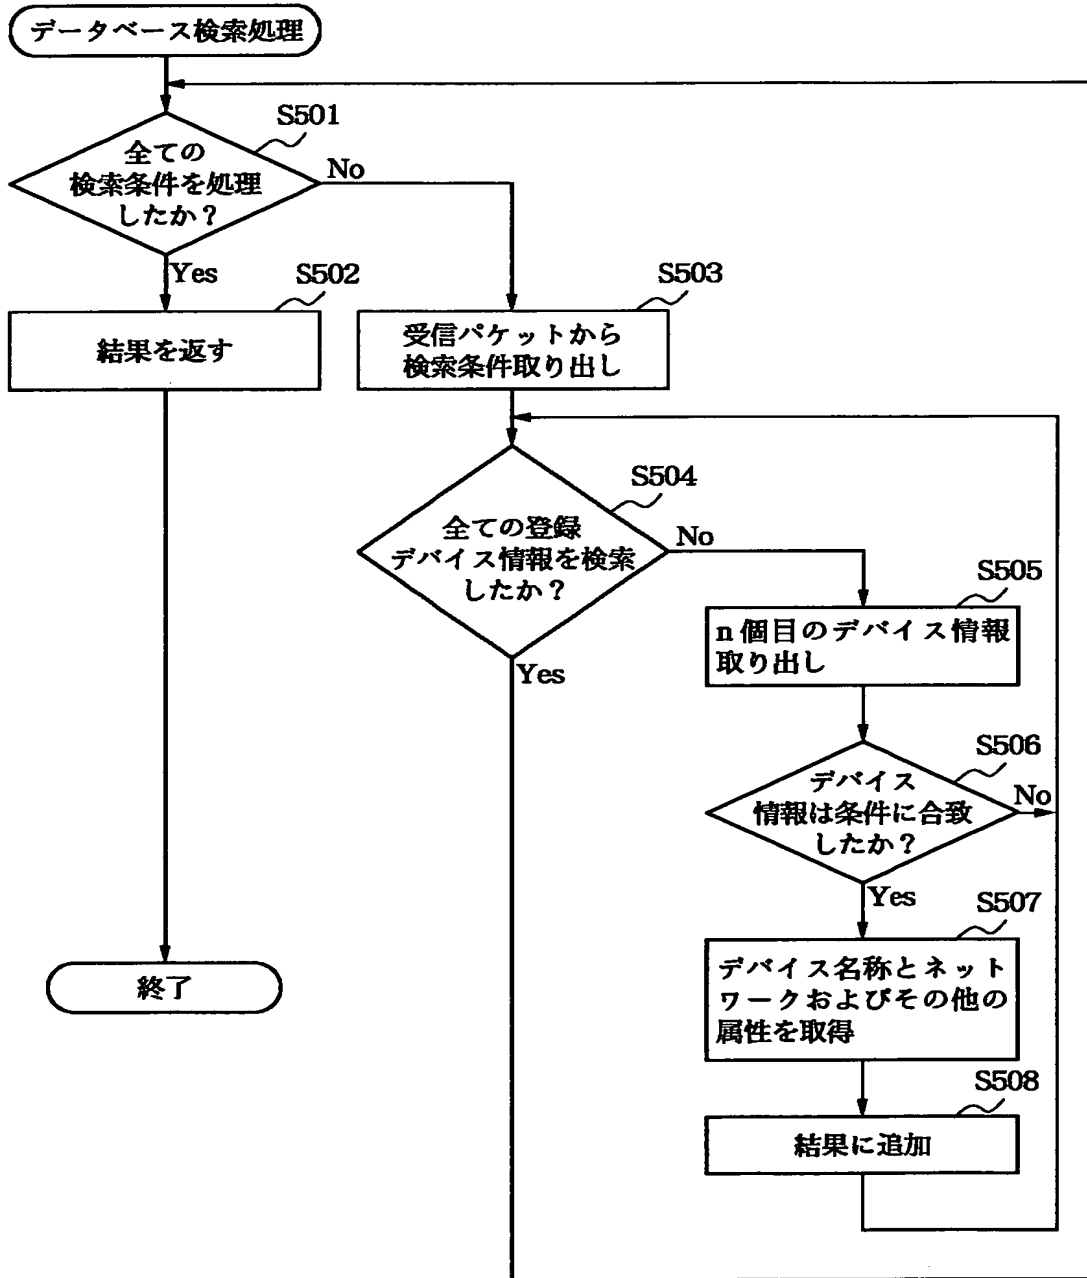 データベース検索処理
S501
全ての
検索条件を処理
したか？
No
Yes
S502
結果を返す
S503
受信パケットから
検索条件取り出し
S504
全ての登録
デバイス情報を検索
したか？
No
Yes
S505
n個目のデバイス情報
取り出し
S506
デバイス
情報は条件に合致
したか？
No
Yes
S507
デバイス名称とネット
ワークおよびその他の
属性を取得
S508
結果に追加
終了